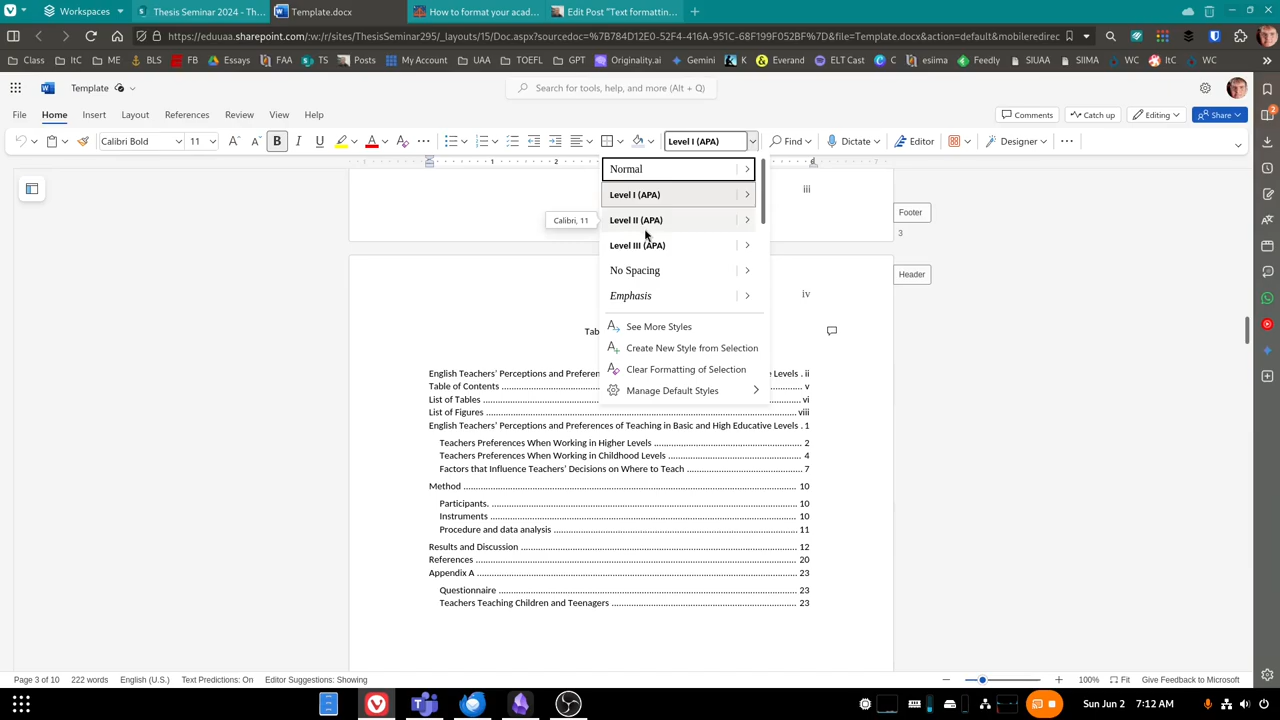 Workspaces
Thesis Seminar 2024 - Th...
Template.docx
How to format your acad...
Edit Post "Text formattin...
https://eduuaa.sharepoint.com/:w:/r/sites/ThesisSeminar295/_layouts/15/Doc.aspx?sourcedoc=%7B784D12E0-52F4-416A-951C-68F199052BF%7D&file=Template.docx&action=default&mobileredirec
Class ItC ME BLS FB Essays FAA TS Posts My Account UAA TOEFL GPT Originality.ai Gemini K Everand ELT Cast C esiima Feedly SIUAA SIIMA WC ItC WC
Template
Search for tools, help, and more (Alt + Q)
File Home Insert Layout References Review View Help
Comments Catch up Editing Share
Calibri Bold 11 B I U A Level I (APA) Find Dictate Editor Designer
Normal
Level I (APA)
Calibri, 11
Level II (APA)
Level III (APA)
No Spacing
Emphasis
See More Styles
Create New Style from Selection
Clear Formatting of Selection
Manage Default Styles
iii
Footer
3
Header
iv
Tab
English Teachers' Perceptions and Preferen e Levels . ii
Table of Contents ........ v
List of Tables ........ vi
List of Figures ........ viii
English Teachers' Perceptions and Preferences of Teaching in Basic and High Educative Levels . 1
Teachers Preferences When Working in Higher Levels ........ 2
Teachers Preferences When Working in Childhood Levels ........ 4
Factors that Influence Teachers' Decisions on Where to Teach ........ 7
Method ........ 10
Participants. ........ 10
Instruments ........ 10
Procedure and data analysis ........ 11
Results and Discussion ........ 12
References ........ 20
Appendix A ........ 23
Questionnaire ........ 23
Teachers Teaching Children and Teenagers ........ 23
Page 3 of 10 222 words English (U.S.) Text Predictions: On Editor Suggestions: Showing
100% Fit Give Feedback to Microsoft
Sun Jun 2 7:12 AM